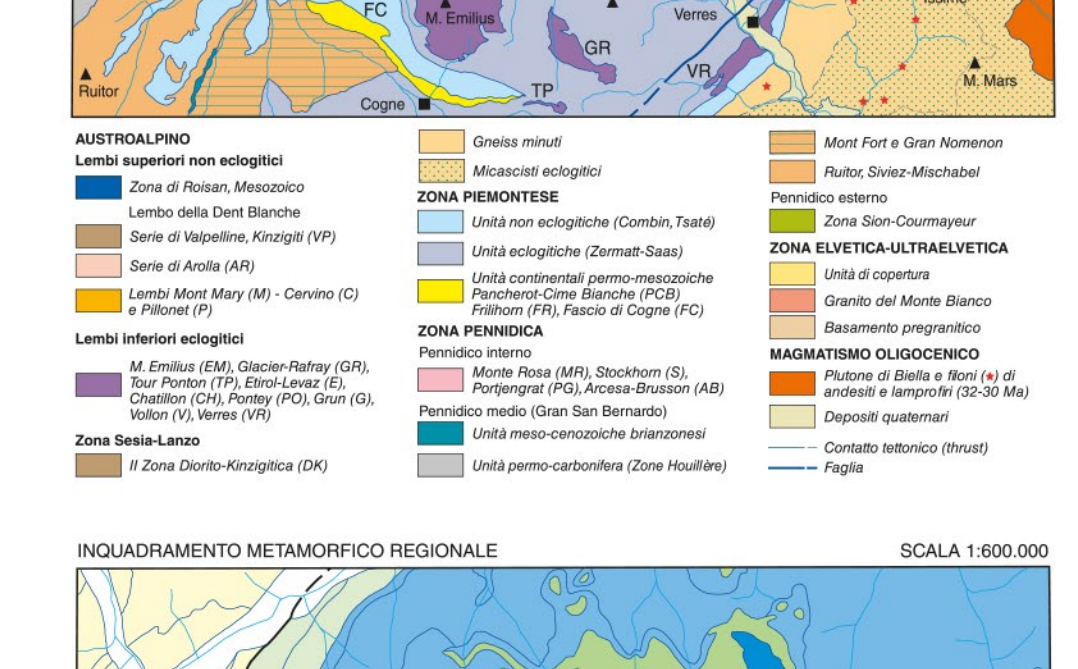 FC
M. Emilius
Verres
GR
VR
M. Mars
Ruitor
TP
Cogne
AUSTROALPINO
Lembi superiori non eclogitici
Zona di Roisan, Mesozoico
Lembo della Dent Blanche
Serie di Valpelline, Kinzigiti (VP)
Serie di Arolla (AR)
Lembi Mont Mary (M) - Cervino (C)
e Pillonet (P)
Lembi inferiori eclogitici
M. Emilius (EM), Glacier-Rafray (GR),
Tour Ponton (TP), Etirol-Levaz (E),
Chatillon (CH), Pontey (PO), Grun (G),
Vollon (V), Verres (VR)
Zona Sesia-Lanzo
II Zona Diorito-Kinzigitica (DK)
Gneiss minuti
Micascisti eclogitici
ZONA PIEMONTESE
Unità non eclogitiche (Combin, Tsaté)
Unità eclogitiche (Zermatt-Saas)
Unità continentali permo-mesozoiche
Pancherot-Cime Bianche (PCB)
Frilihorn (FR), Fascio di Cogne (FC)
ZONA PENNIDICA
Pennidico interno
Monte Rosa (MR), Stockhorn (S),
Portjengrat (PG), Arcesa-Brusson (AB)
Pennidico medio (Gran San Bernardo)
Unità meso-cenozoiche brianzonesi
Unità permo-carbonifera (Zone Houillère)
Mont Fort e Gran Nomenon
Ruitor, Siviez-Mischabel
Pennidico esterno
Zona Sion-Courmayeur
ZONA ELVETICA-ULTRAELVETICA
Unità di copertura
Granito del Monte Bianco
Basamento pregranitico
MAGMATISMO OLIGOCENICO
Plutone di Biella e filoni (★) di
andesiti e lamprofiri (32-30 Ma)
Depositi quaternari
Contatto tettonico (thrust)
Faglia
INQUADRAMENTO METAMORFICO REGIONALE
SCALA 1:600.000